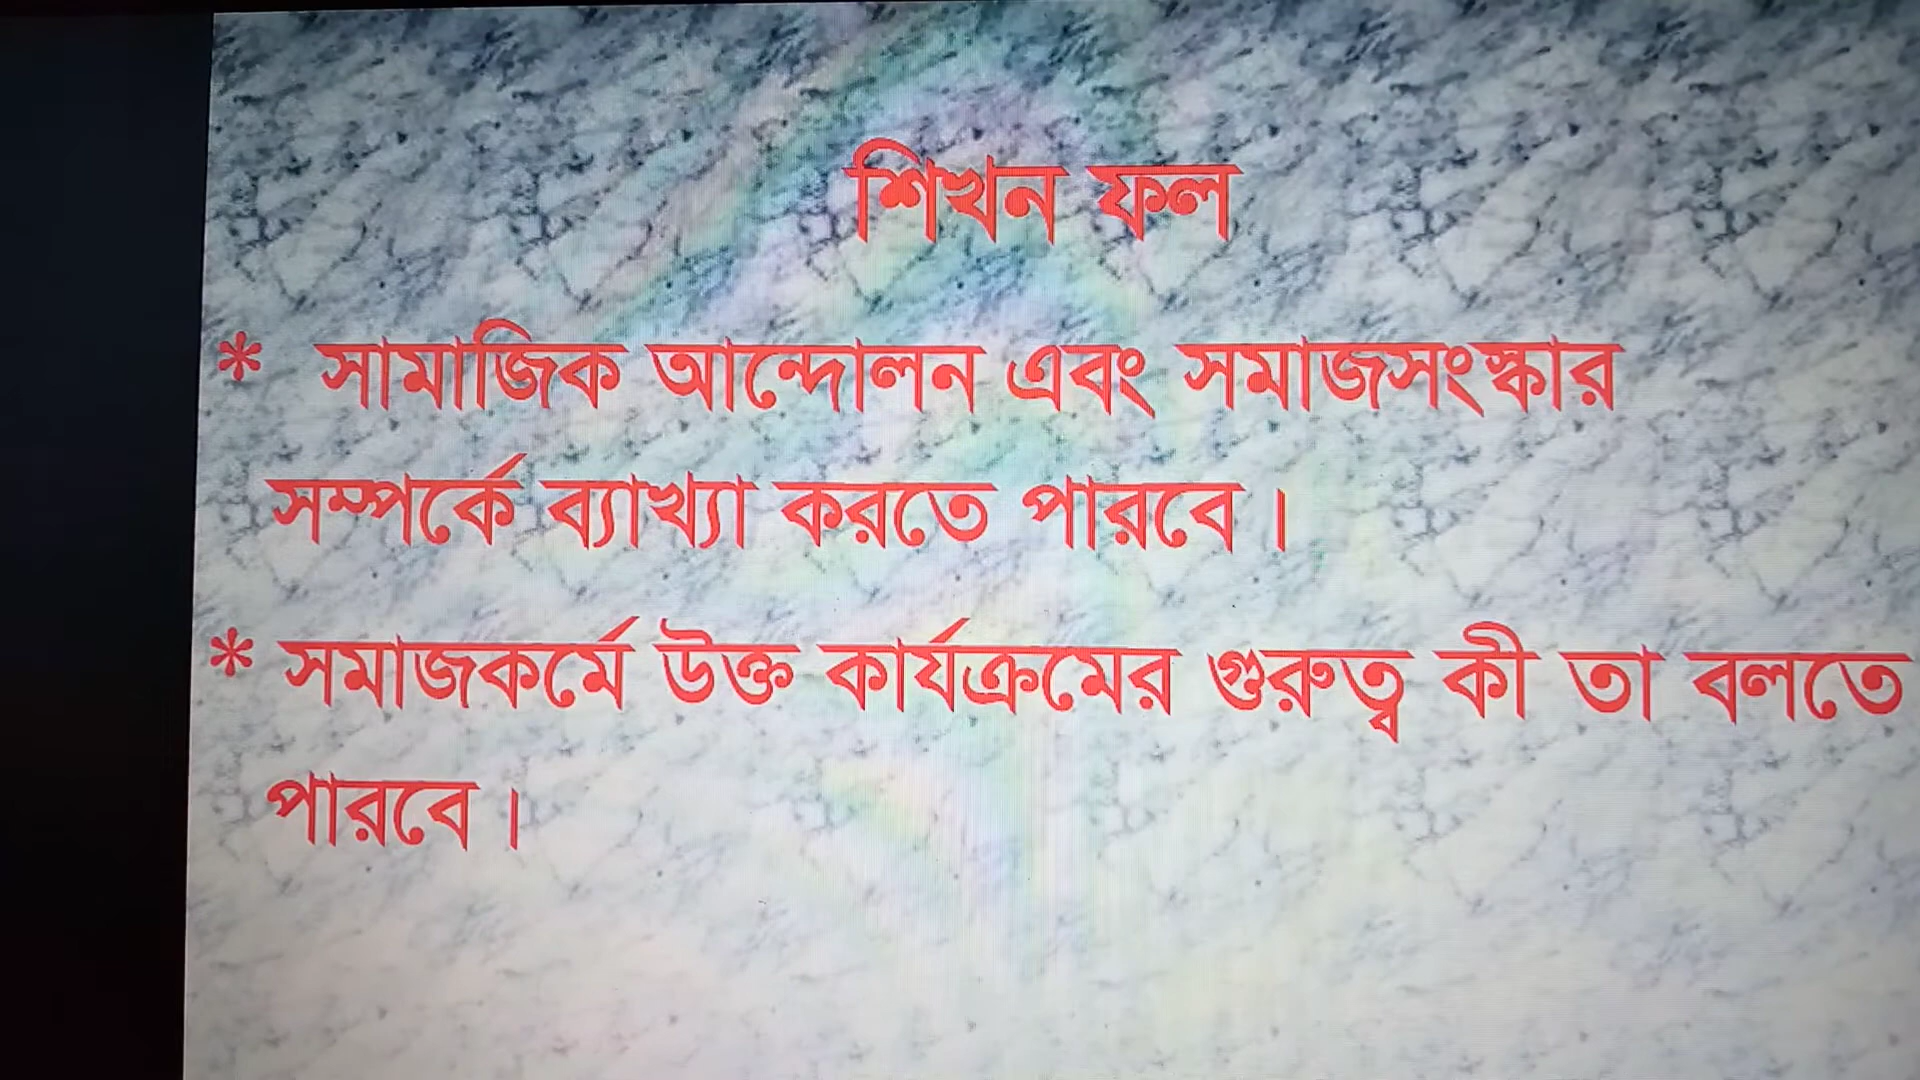 শিখন ফল
* সামাজিক আন্দোলন এবং সমাজসংস্কার
সম্পর্কে ব্যাখ্যা করতে পারবে।
* সমাজকর্মে উক্ত কার্যক্রমের গুরুত্ব কী তা বলতে
পারবে।